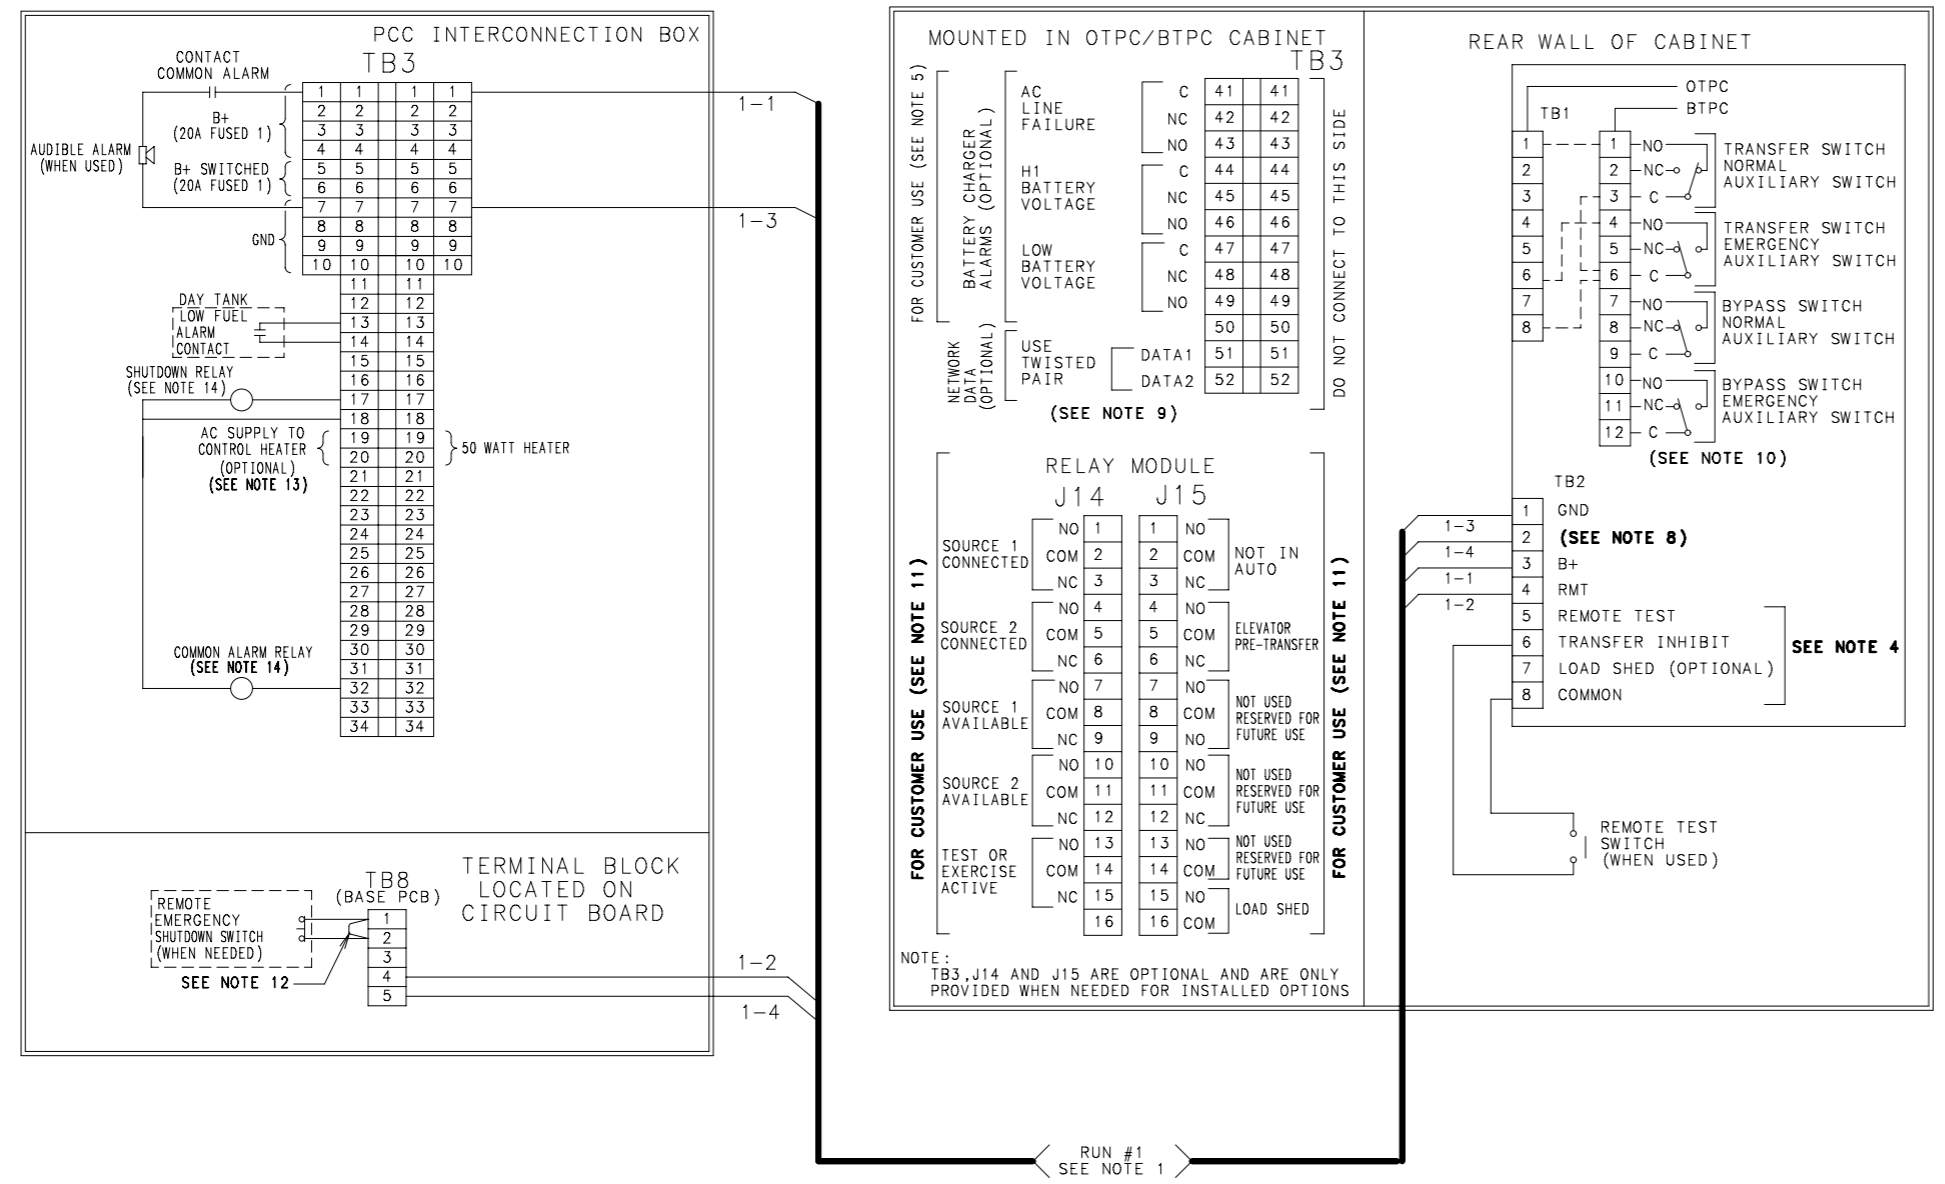 PCC INTERCONNECTION BOX
TB3
CONTACT
COMMON ALARM
B+
(20A FUSED 1)
AUDIBLE ALARM
(WHEN USED)
B+ SWITCHED
(20A FUSED 1)
GND
1 1 1 1
2 2 2 2
3 3 3 3
4 4 4 4
5 5 5 5
6 6 6 6
7 7 7 7
8 8 8 8
9 9 9 9
10 10 10 10
11 11
12 12
13 13
14 14
15 15
16 16
17 17
18 18
19 19
20 20
21 21
22 22
23 23
24 24
25 25
26 26
27 27
28 28
29 29
30 30
31 31
32 32
33 33
34 34
DAY TANK
LOW FUEL
ALARM
CONTACT
SHUTDOWN RELAY
(SEE NOTE 14)
AC SUPPLY TO
CONTROL HEATER
(OPTIONAL)
(SEE NOTE 13)
50 WATT HEATER
COMMON ALARM RELAY
(SEE NOTE 14)
TERMINAL BLOCK
LOCATED ON
CIRCUIT BOARD
TB8
(BASE PCB)
1
2
3
4
5
REMOTE
EMERGENCY
SHUTDOWN SWITCH
(WHEN NEEDED)
SEE NOTE 12
1-1
1-3
1-2
1-4
RUN #1
SEE NOTE 1
MOUNTED IN OTPC/BTPC CABINET
TB3
FOR CUSTOMER USE (SEE NOTE 5)
BATTERY CHARGER
ALARMS (OPTIONAL)
AC
LINE
FAILURE
C 41 41
NC 42 42
NO 43 43
H1
BATTERY
VOLTAGE
C 44 44
NC 45 45
NO 46 46
LOW
BATTERY
VOLTAGE
C 47 47
NC 48 48
NO 49 49
50 50
NETWORK
DATA
(OPTIONAL)
USE
TWISTED
PAIR
DATA1 51 51
DATA2 52 52
DO NOT CONNECT TO THIS SIDE
(SEE NOTE 9)
RELAY MODULE
J14 J15
FOR CUSTOMER USE (SEE NOTE 11)
SOURCE 1
CONNECTED
NO 1
COM 2
NC 3
SOURCE 2
CONNECTED
NO 4
COM 5
NC 6
SOURCE 1
AVAILABLE
NO 7
COM 8
NC 9
SOURCE 2
AVAILABLE
NO 10
COM 11
NC 12
TEST OR
EXERCISE
ACTIVE
NO 13
COM 14
NC 15
16
1 NO
2 COM
3 NC
NOT IN
AUTO
4 NO
5 COM
6 NC
ELEVATOR
PRE-TRANSFER
7 NO
8 COM
9 NO
NOT USED
RESERVED FOR
FUTURE USE
10 NO
11 COM
12 NC
NOT USED
RESERVED FOR
FUTURE USE
13 NO
14 COM
NOT USED
RESERVED FOR
FUTURE USE
15 NO
16 COM
LOAD SHED
FOR CUSTOMER USE (SEE NOTE 11)
NOTE:
TB3,J14 AND J15 ARE OPTIONAL AND ARE ONLY
PROVIDED WHEN NEEDED FOR INSTALLED OPTIONS
REAR WALL OF CABINET
OTPC
BTPC
TB1
1
2
3
4
5
6
7
8
1 NO
2 NC
3 C
TRANSFER SWITCH
NORMAL
AUXILIARY SWITCH
4 NO
5 NC
6 C
TRANSFER SWITCH
EMERGENCY
AUXILIARY SWITCH
7 NO
8 NC
9 C
BYPASS SWITCH
NORMAL
AUXILIARY SWITCH
10 NO
11 NC
12 C
BYPASS SWITCH
EMERGENCY
AUXILIARY SWITCH
(SEE NOTE 10)
TB2
1-3 1 GND
2 (SEE NOTE 8)
1-4
3 B+
1-1
4 RMT
1-2
5 REMOTE TEST
6 TRANSFER INHIBIT
7 LOAD SHED (OPTIONAL)
8 COMMON
SEE NOTE 4
REMOTE TEST
SWITCH
(WHEN USED)